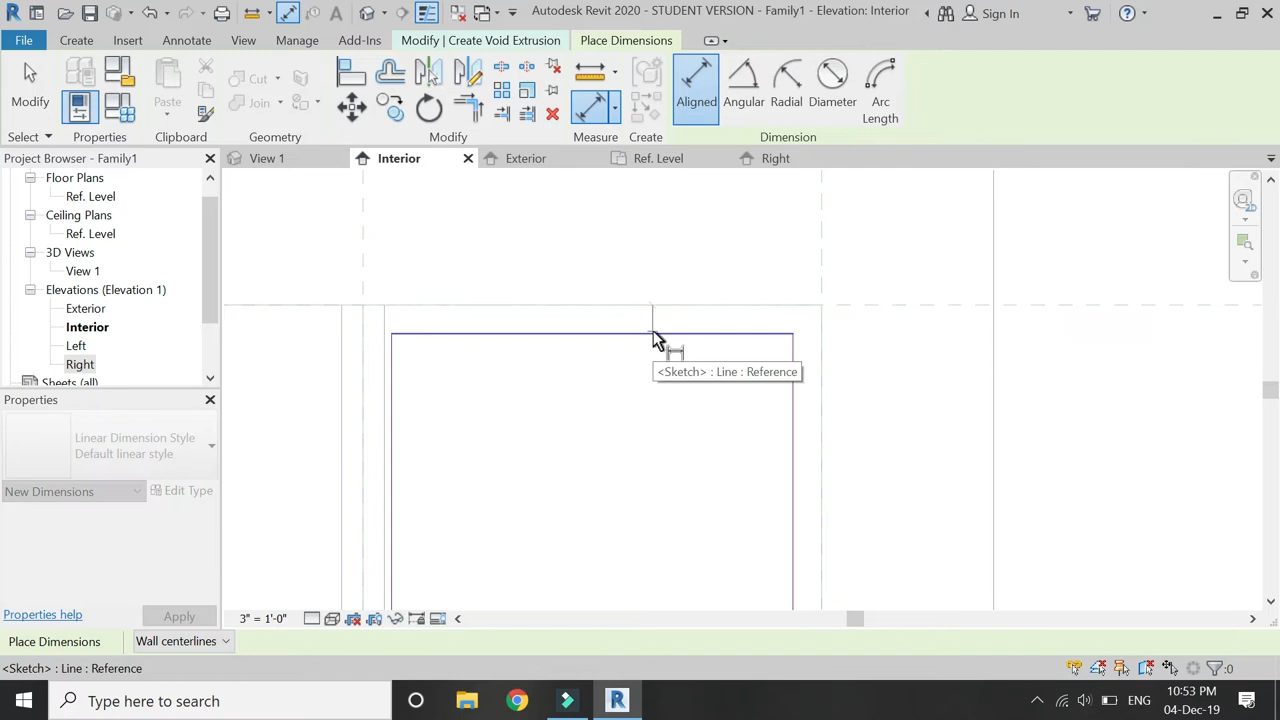 Autodesk Revit 2020 - STUDENT VERSION - Family1 - Elevation: Interior
Sign In
File
Create
Insert
Annotate
View
Manage
Add-Ins
Modify | Create Void Extrusion
Place Dimensions
Modify
Paste
Cut
Join
Aligned
Angular
Radial
Diameter
Arc
Length
Select
Properties
Clipboard
Geometry
Modify
Measure
Create
Dimension
Project Browser - Family1
View 1
Interior
Exterior
Ref. Level
Right
Floor Plans
Ref. Level
Ceiling Plans
Ref. Level
3D Views
View 1
Elevations (Elevation 1)
Exterior
Interior
Left
Right
Sheets (all)
Properties
Linear Dimension Style
Default linear style
New Dimensions
Edit Type
<Sketch> : Line : Reference
Properties help
Apply
3" = 1'-0"
Place Dimensions
Wall centerlines
<Sketch> : Line : Reference
:0
Type here to search
ENG
10:53 PM
04-Dec-19